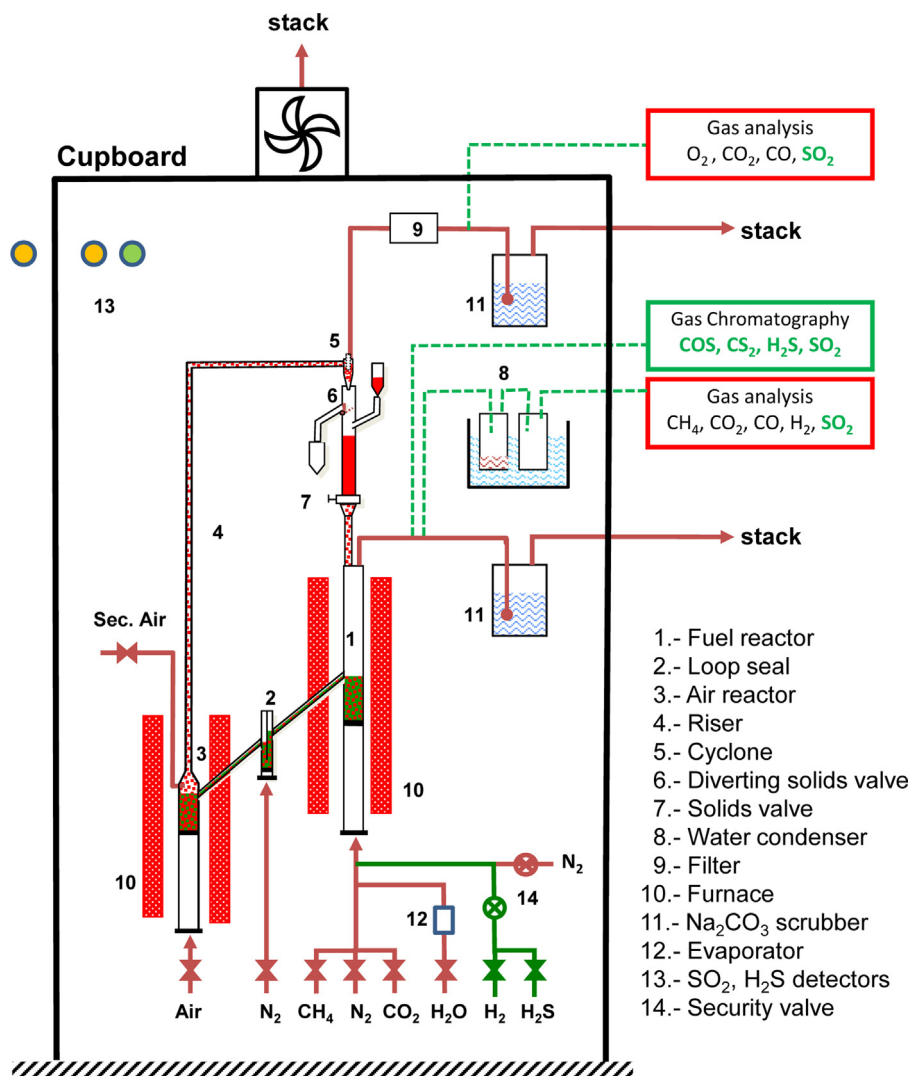 stack
Cupboard
Gas analysis
O₂, CO₂, CO, SO₂
9
stack
11
13
5
Gas Chromatography
COS, CS₂, H₂S, SO₂
8
6
Gas analysis
CH₄, CO₂, CO, H₂, SO₂
7
4
stack
11
Sec. Air
1
2
3
10
10
N₂
14
12
Air
N₂
CH₄
N₂
CO₂
H₂O
H₂
H₂S
1.- Fuel reactor
2.- Loop seal
3.- Air reactor
4.- Riser
5.- Cyclone
6.- Diverting solids valve
7.- Solids valve
8.- Water condenser
9.- Filter
10.- Furnace
11.- Na₂CO₃ scrubber
12.- Evaporator
13.- SO₂, H₂S detectors
14.- Security valve